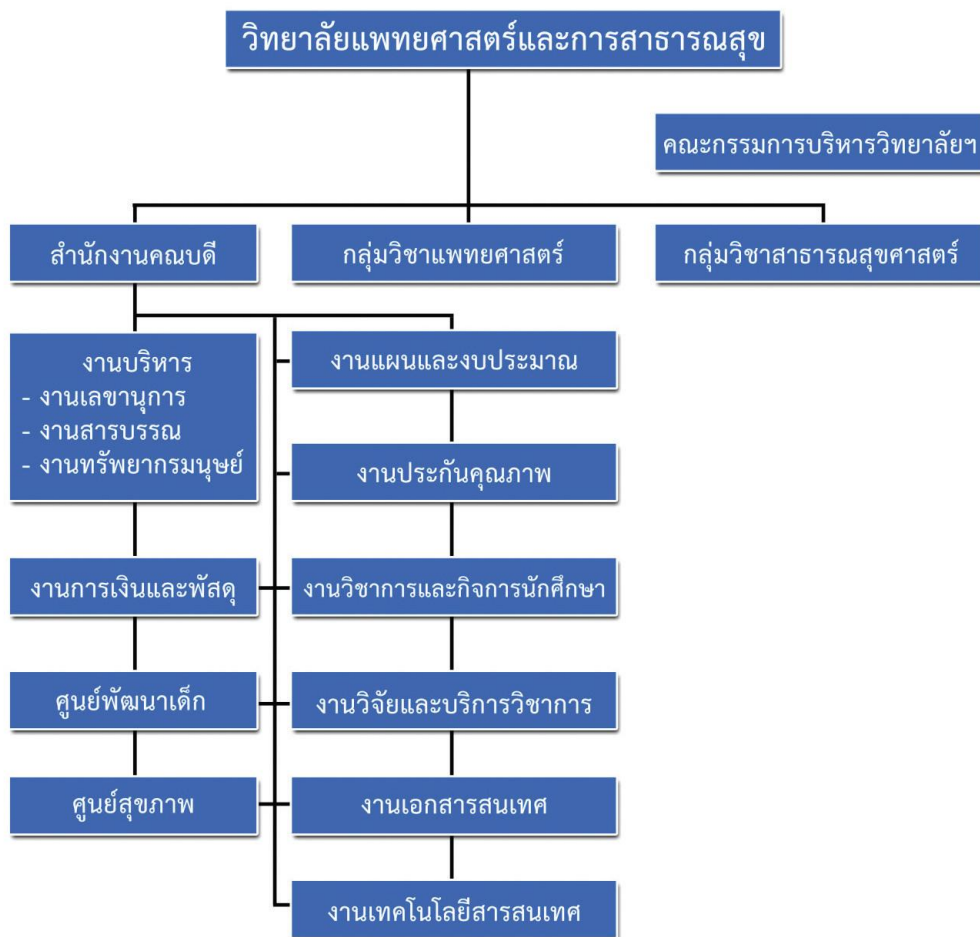 วิทยาลัยแพทยศาสตร์และการสาธารณสุข
คณะกรรมการบริหารวิทยาลัยฯ
สำนักงานคณบดี
กลุ่มวิชาแพทยศาสตร์
กลุ่มวิชาสาธารณสุขศาสตร์
งานบริหาร
- งานเลขานุการ
- งานสารบรรณ
- งานทรัพยากรมนุษย์
งานแผนและงบประมาณ
งานประกันคุณภาพ
งานการเงินและพัสดุ
งานวิชาการและกิจการนักศึกษา
ศูนย์พัฒนาเด็ก
งานวิจัยและบริการวิชาการ
ศูนย์สุขภาพ
งานเอกสารสนเทศ
งานเทคโนโลยีสารสนเทศ